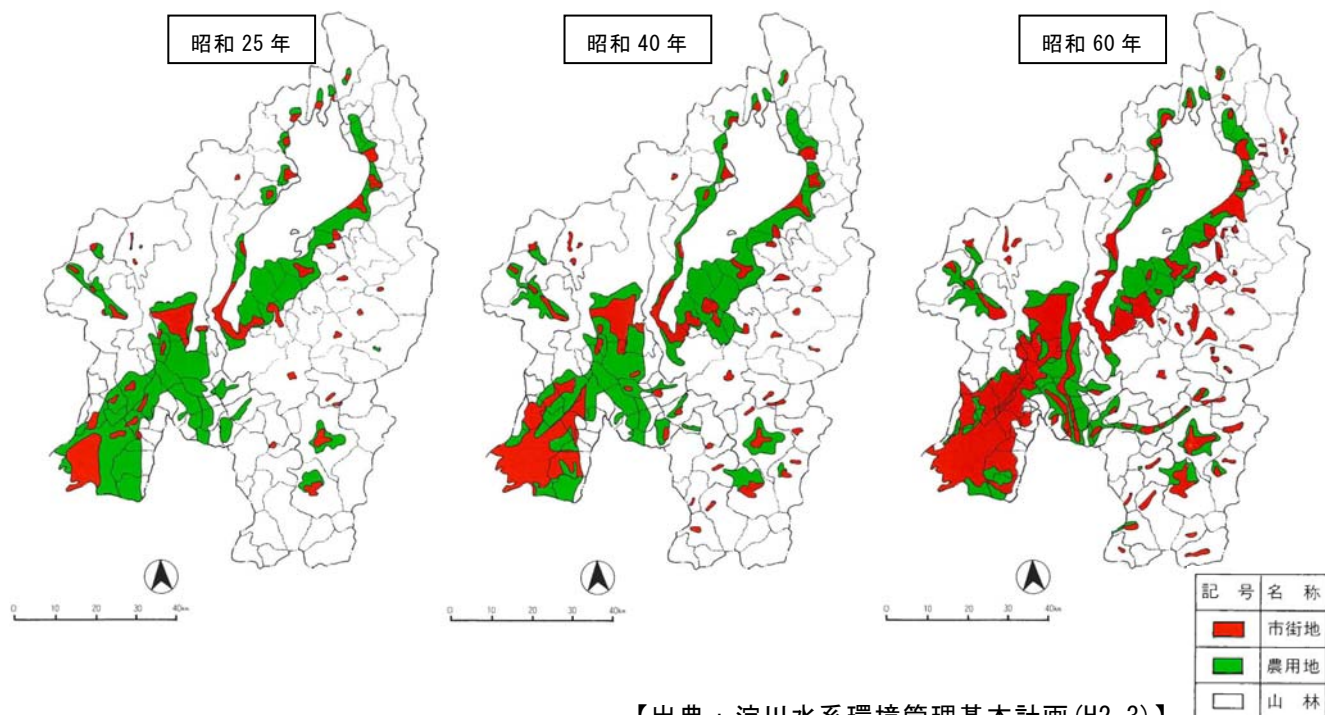 昭和 25 年
昭和 40 年
昭和 60 年
0 10 20 30 40km
0 10 20 30 40km
0 10 20 30 40km
記 号 名 称
市街地
農用地
山 林
【出典：淀川水系環境管理基本計画(H2.3)】